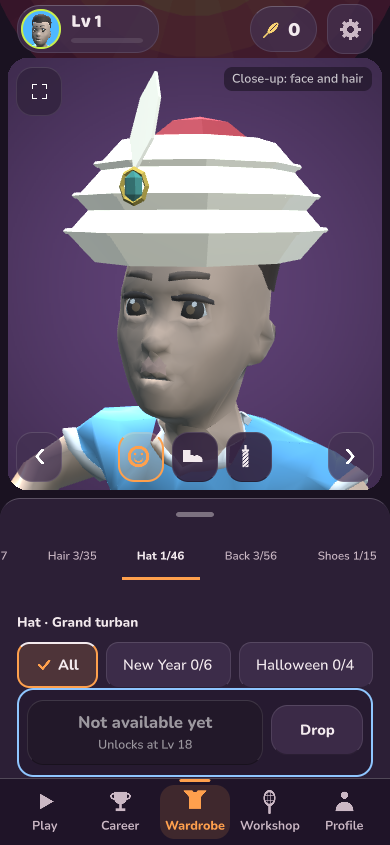 Lv 1
0
Close-up: face and hair
7
Hair 3/35
Hat 1/46
Back 3/56
Shoes 1/15
Hat · Grand turban
All
New Year 0/6
Halloween 0/4
Not available yet
Unlocks at Lv 18
Drop
Play
Career
Wardrobe
Workshop
Profile